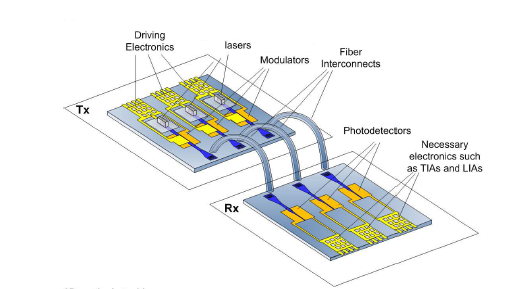 Driving
Electronics
lasers
Modulators
Fiber
Interconnects
Tx
Photodetectors
Necessary
electronics such
as TIAs and LIAs
Rx